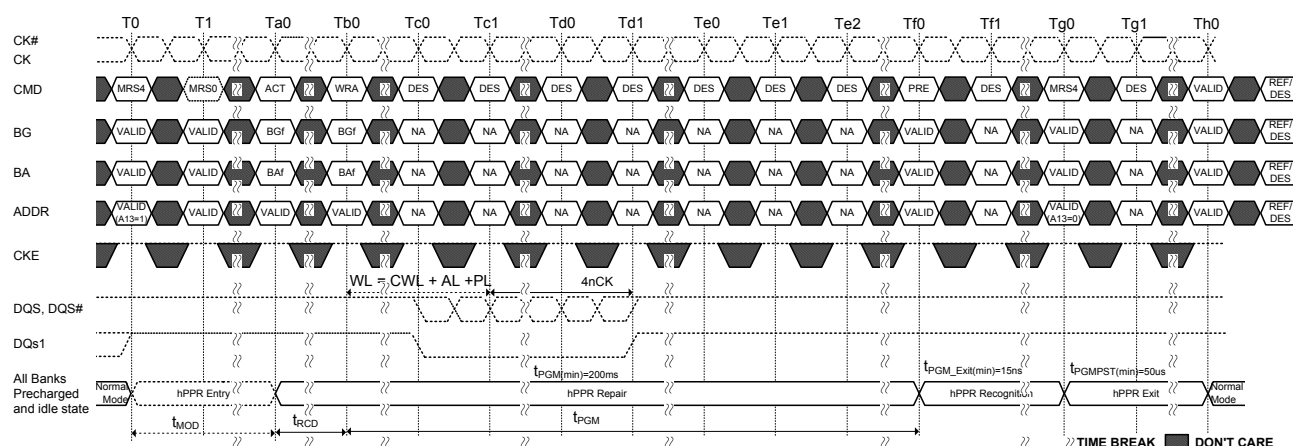 T0 T1 Ta0 Tb0 Tc0 Tc1 Td0 Td1 Te0 Te1 Te2 Tf0 Tf1 Tg0 Tg1 Th0
CK#
CK
CMD MRS4 MRS0 ACT WRA DES DES DES DES DES DES DES PRE DES MRS4 DES VALID REF/
DES
BG VALID VALID BGf BGf NA NA NA NA NA NA NA VALID NA VALID NA VALID REF/
DES
BA VALID VALID BAf BAf NA NA NA NA NA NA NA VALID NA VALID NA VALID REF/
DES
ADDR VALID (A13=1) VALID VALID VALID NA NA NA NA NA NA NA VALID NA VALID (A13=0) NA VALID REF/
DES
CKE
WL = CWL + AL +PL 4nCK
DQS, DQS#
DQs1
tPGM(min)=200ms tPGM_Exit(min)=15ns tPGMPST(min)=50us
All Banks
Precharged
and idle state
Normal
Mode
hPPR Entry hPPR Repair hPPR Recognition hPPR Exit
Normal
Mode
tMOD tRCD tPGM
TIME BREAK DON'T CARE